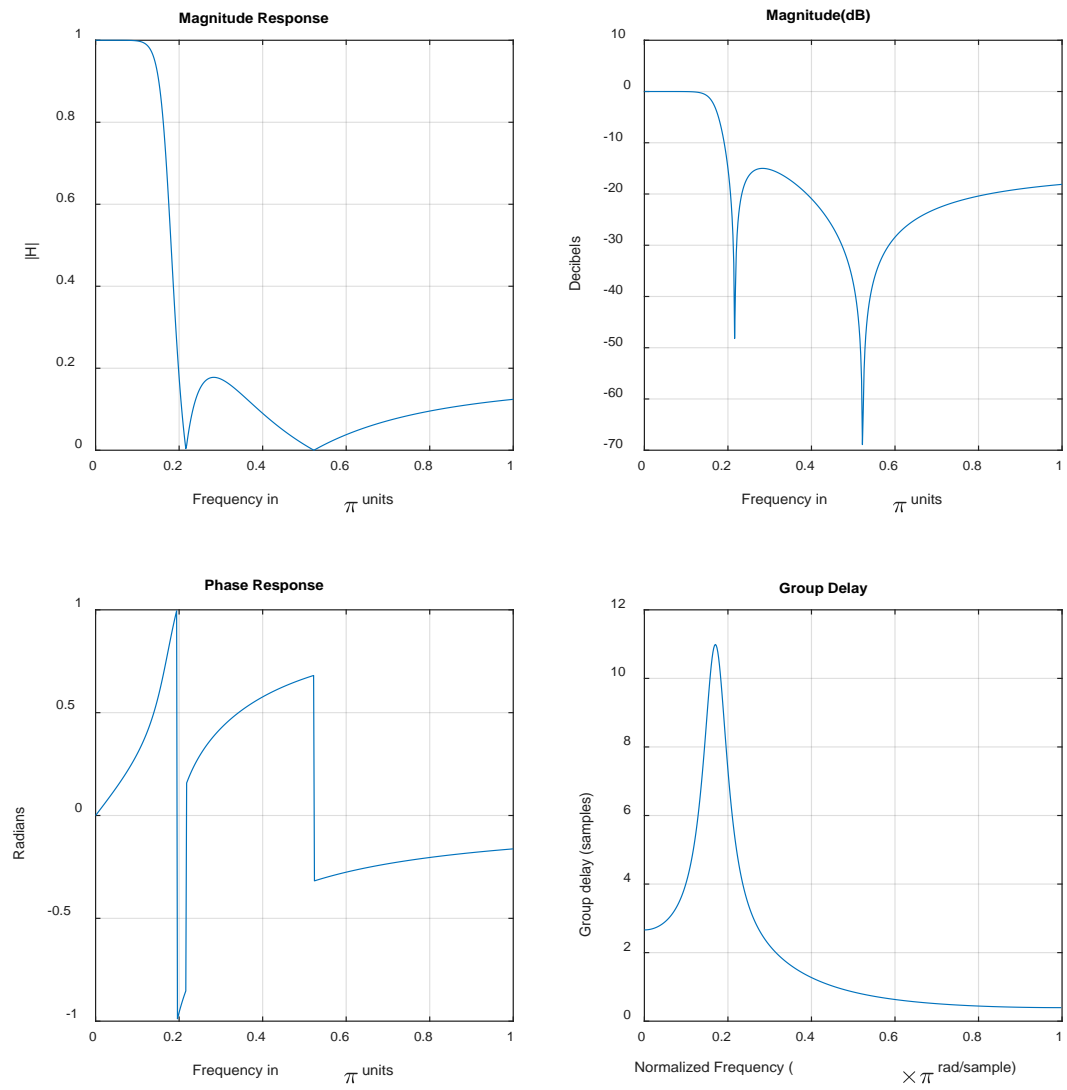 Magnitude Response
1
0.8
0.6
0.4
0.2
0
|H|
0 0.2 0.4 0.6 0.8 1
Frequency in π units
Magnitude(dB)
10
0
-10
-20
-30
-40
-50
-60
-70
Decibels
0 0.2 0.4 0.6 0.8 1
Frequency in π units
Phase Response
1
0.5
0
-0.5
-1
Radians
0 0.2 0.4 0.6 0.8 1
Frequency in π units
Group Delay
12
10
8
6
4
2
0
Group delay (samples)
0 0.2 0.4 0.6 0.8 1
Normalized Frequency ( ×π rad/sample)